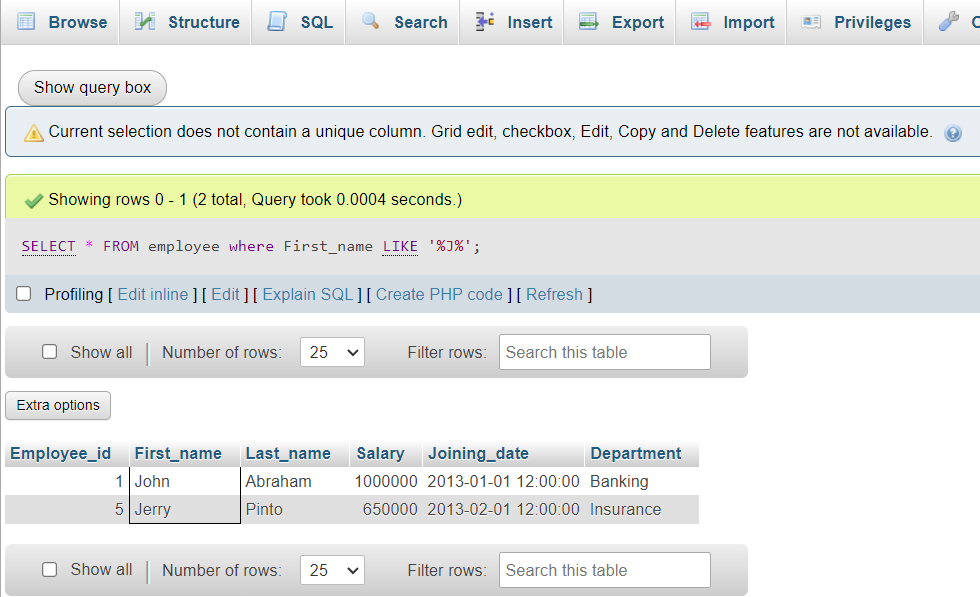 Browse Structure SQL Search Insert Export Import Privileges
Show query box
Current selection does not contain a unique column. Grid edit, checkbox, Edit, Copy and Delete features are not available.
Showing rows 0 - 1 (2 total, Query took 0.0004 seconds.)
SELECT * FROM employee where First_name LIKE '%J%';
Profiling [ Edit inline ] [ Edit ] [ Explain SQL ] [ Create PHP code ] [ Refresh ]
Show all | Number of rows: 25 Filter rows: Search this table
Extra options
Employee_id First_name Last_name Salary Joining_date Department
1 John Abraham 1000000 2013-01-01 12:00:00 Banking
5 Jerry Pinto 650000 2013-02-01 12:00:00 Insurance
Show all | Number of rows: 25 Filter rows: Search this table